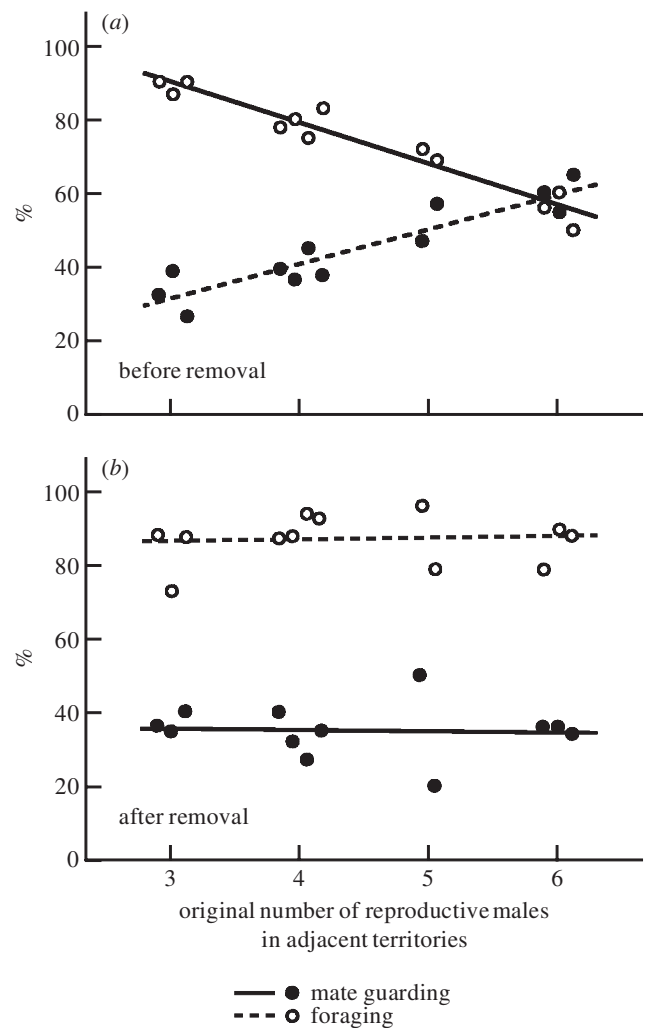 (a)
100
80
60
40
20
0
%
before removal
(b)
100
80
60
40
20
0
%
after removal
3 4 5 6
original number of reproductive males
in adjacent territories
mate guarding
foraging